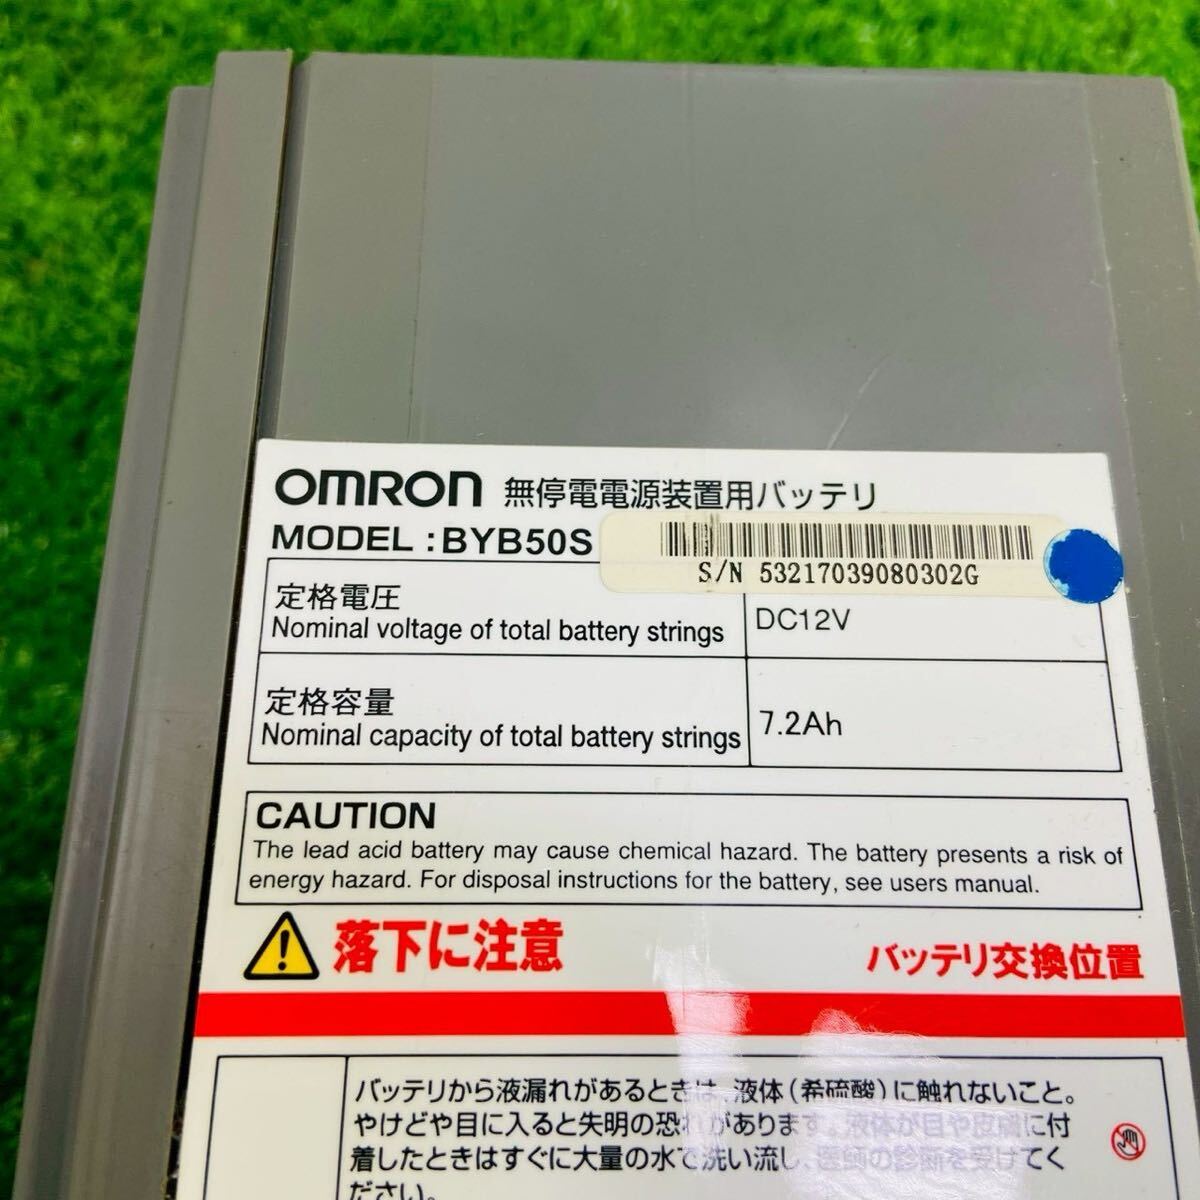 OMRON 無停電電源装置用バッテリ
MODEL : BYB50S
S/N 53217039080302G
定格電圧
Nominal voltage of total battery strings
DC12V
定格容量
Nominal capacity of total battery strings
7.2Ah
CAUTION
The lead acid battery may cause chemical hazard. The battery presents a risk of
energy hazard. For disposal instructions for the battery, see users manual.
落下に注意
バッテリ交換位置
バッテリから液漏れがあるときは、液体（希硫酸）に触れないこと。
やけどや目に入ると失明の恐れがあります。液体が目や皮膚に付
着したときはすぐに大量の水で洗い流し、医師の診断を受けてく
ださい。